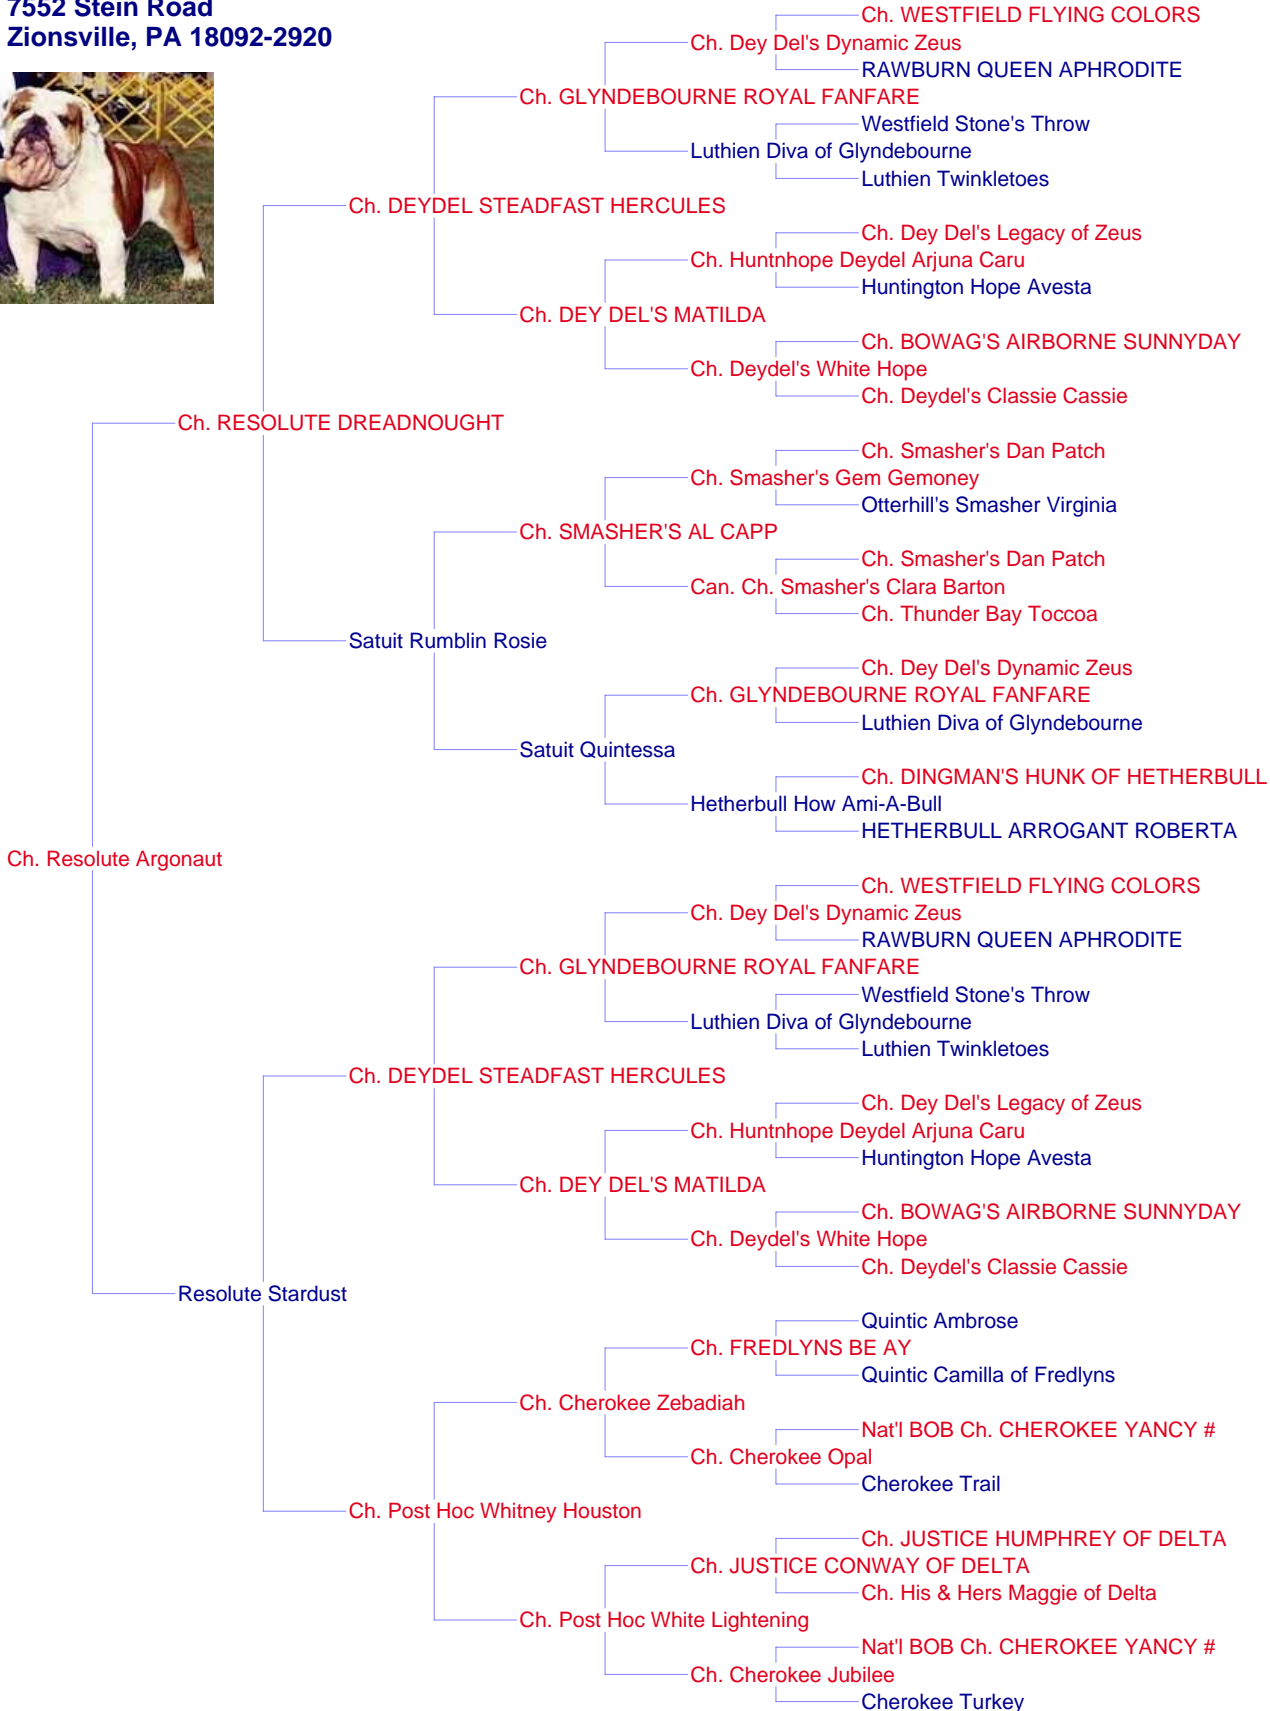 7552 Stein Road
Zionsville, PA 18092-2920
Ch. WESTFIELD FLYING COLORS
Ch. Dey Del's Dynamic Zeus
RAWBURN QUEEN APHRODITE
Ch. GLYNDEBOURNE ROYAL FANFARE
Westfield Stone's Throw
Luthien Diva of Glyndebourne
Luthien Twinkletoes
Ch. DEYDEL STEADFAST HERCULES
Ch. Dey Del's Legacy of Zeus
Ch. Huntnhope Deydel Arjuna Caru
Huntington Hope Avesta
Ch. DEY DEL'S MATILDA
Ch. BOWAG'S AIRBORNE SUNNYDAY
Ch. Deydel's White Hope
Ch. Deydel's Classie Cassie
Ch. RESOLUTE DREADNOUGHT
Ch. Smasher's Dan Patch
Ch. Smasher's Gem Gemoney
Otterhill's Smasher Virginia
Ch. SMASHER'S AL CAPP
Ch. Smasher's Dan Patch
Can. Ch. Smasher's Clara Barton
Ch. Thunder Bay Toccoa
Satuit Rumblin Rosie
Ch. Dey Del's Dynamic Zeus
Ch. GLYNDEBOURNE ROYAL FANFARE
Luthien Diva of Glyndebourne
Satuit Quintessa
Ch. DINGMAN'S HUNK OF HETHERBULL
Hetherbull How Ami-A-Bull
HETHERBULL ARROGANT ROBERTA
Ch. Resolute Argonaut
Ch. WESTFIELD FLYING COLORS
Ch. Dey Del's Dynamic Zeus
RAWBURN QUEEN APHRODITE
Ch. GLYNDEBOURNE ROYAL FANFARE
Westfield Stone's Throw
Luthien Diva of Glyndebourne
Luthien Twinkletoes
Ch. DEYDEL STEADFAST HERCULES
Ch. Dey Del's Legacy of Zeus
Ch. Huntnhope Deydel Arjuna Caru
Huntington Hope Avesta
Ch. DEY DEL'S MATILDA
Ch. BOWAG'S AIRBORNE SUNNYDAY
Ch. Deydel's White Hope
Ch. Deydel's Classie Cassie
Resolute Stardust
Quintic Ambrose
Ch. FREDLYNS BE AY
Quintic Camilla of Fredlyns
Ch. Cherokee Zebadiah
Nat'l BOB Ch. CHEROKEE YANCY #
Ch. Cherokee Opal
Cherokee Trail
Ch. Post Hoc Whitney Houston
Ch. JUSTICE HUMPHREY OF DELTA
Ch. JUSTICE CONWAY OF DELTA
Ch. His & Hers Maggie of Delta
Ch. Post Hoc White Lightening
Nat'l BOB Ch. CHEROKEE YANCY #
Ch. Cherokee Jubilee
Cherokee Turkey